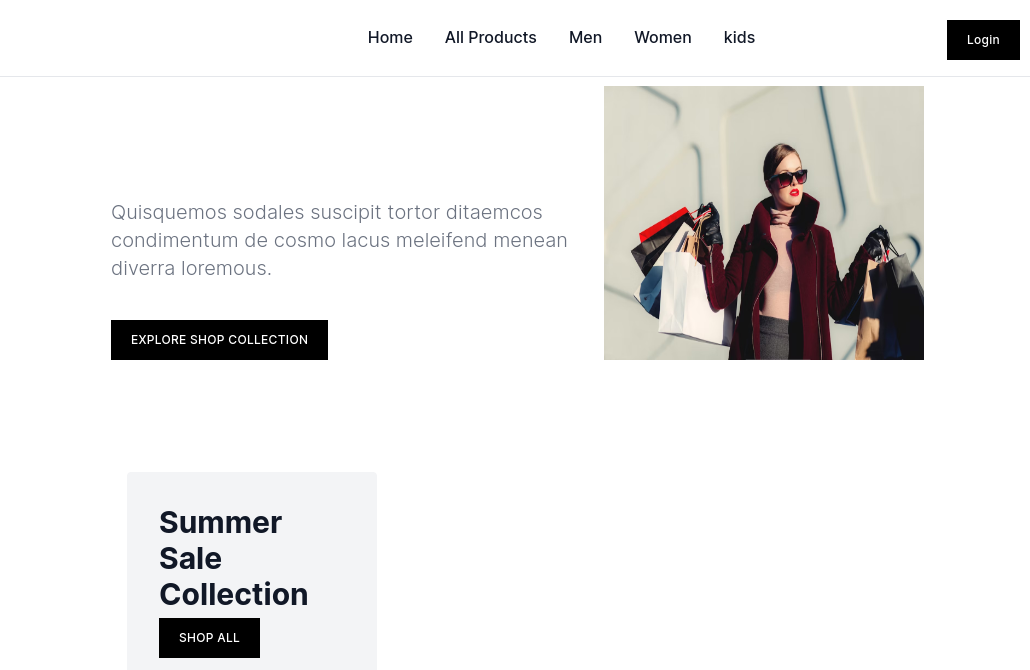 Home
All Products
Men
Women
kids
Login
Quisquemos sodales suscipit tortor ditaemcos
condimentum de cosmo lacus meleifend menean
diverra loremous.
EXPLORE SHOP COLLECTION
Summer
Sale
Collection
SHOP ALL